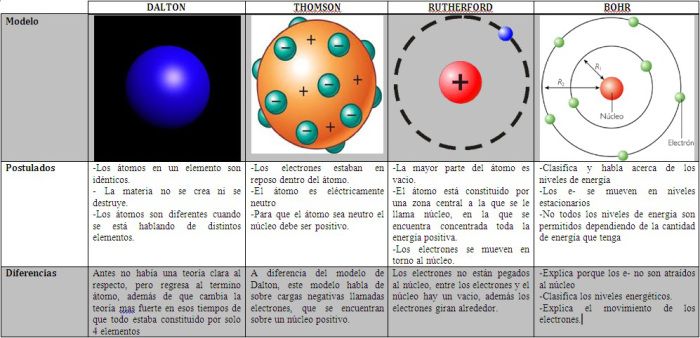 DALTON
THOMSON
RUTHERFORD
BOHR
Modelo
+
R₁
R₂
Núcleo
Electrón
Postulados
-Los átomos en un elemento son
idénticos.
- La materia no se crea ni se
destruye.
-Los átomos son diferentes cuando
se está hablando de distintos
elementos.
-Los electrones estaban en
reposo dentro del átomo.
-El átomo es eléctricamente
neutro
-Para que el átomo sea neutro el
núcleo debe ser positivo.
-La mayor parte del átomo es
vacio.
-El átomo está constituido por
una zona central a la que se le
llama núcleo, en la que se
encuentra concentrada toda la
energía positiva.
-Los electrones se mueven en
torno al núcleo.
-Clasifica y habla acerca de los
niveles de energía
-Los e- se mueven en niveles
estacionarios
-No todos los niveles de energía son
permitidos dependiendo de la cantidad
de energía que tenga
Diferencias
Antes no había una teoría clara al
respecto, pero regresa al termino
átomo, además de que cambia la
teoría mas fuerte en esos tiempos de
que todo estaba constituido por solo
4 elementos
A diferencia del modelo de
Dalton, este modelo habla de
sobre cargas negativas llamadas
electrones, que se encuentran
sobre un núcleo positivo.
Los electrones no están pegados
al núcleo, entre los electrones y el
núcleo hay un vacio, además los
electrones giran alrededor.
-Explica porque los e- no son atraídos
al núcleo
-Clasifica los niveles energéticos.
-Explica el movimiento de los
electrones.